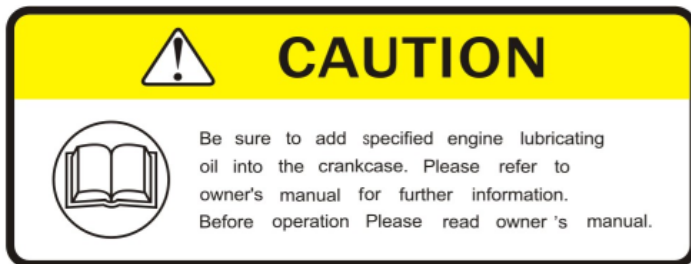 CAUTION
Be sure to add specified engine lubricating
oil into the crankcase. Please refer to
owner's manual for further information.
Before operation Please read owner 's manual.